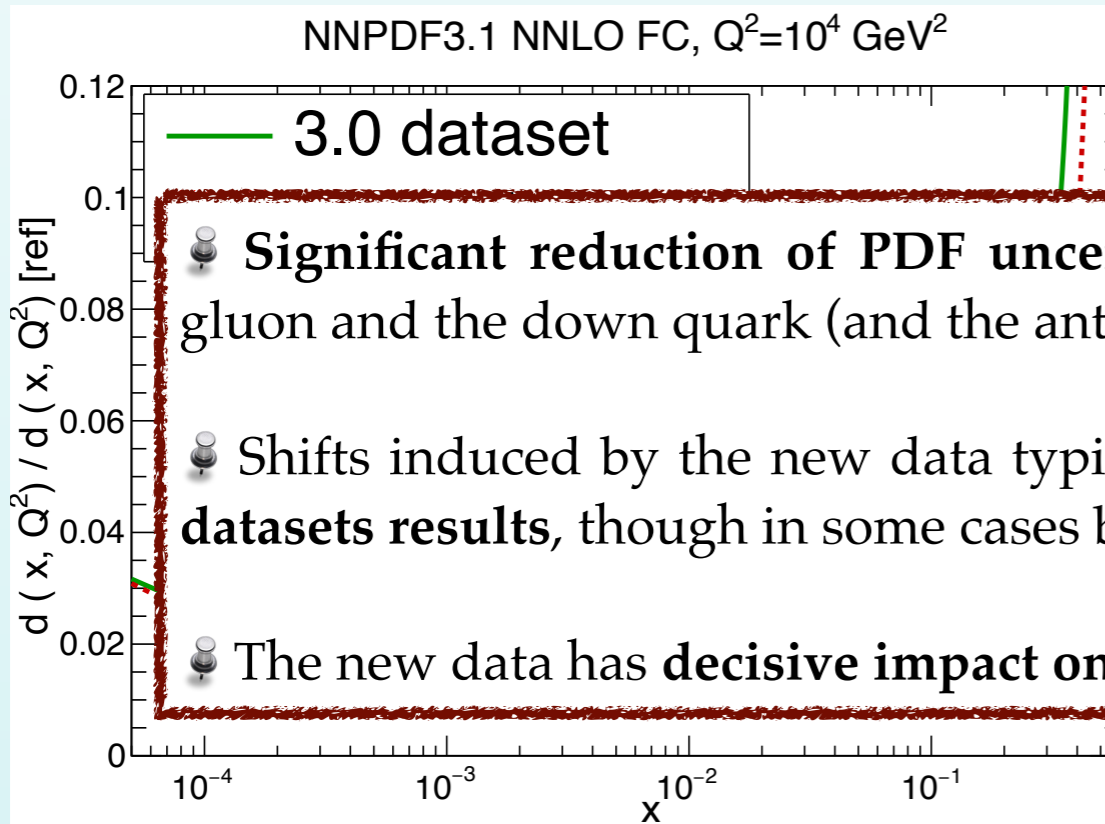 NNPDF3.1 NNLO FC, Q²=10⁴ GeV²
0.12
3.0 dataset
0.1
Significant reduction of PDF unce
0.08
gluon and the down quark (and the ant
d ( x, Q²) / d ( x, Q²) [ref]
0.06
Shifts induced by the new data typi
0.04
datasets results, though in some cases b
0.02
The new data has decisive impact on
0
10⁻⁴ 10⁻³ 10⁻² 10⁻¹
x